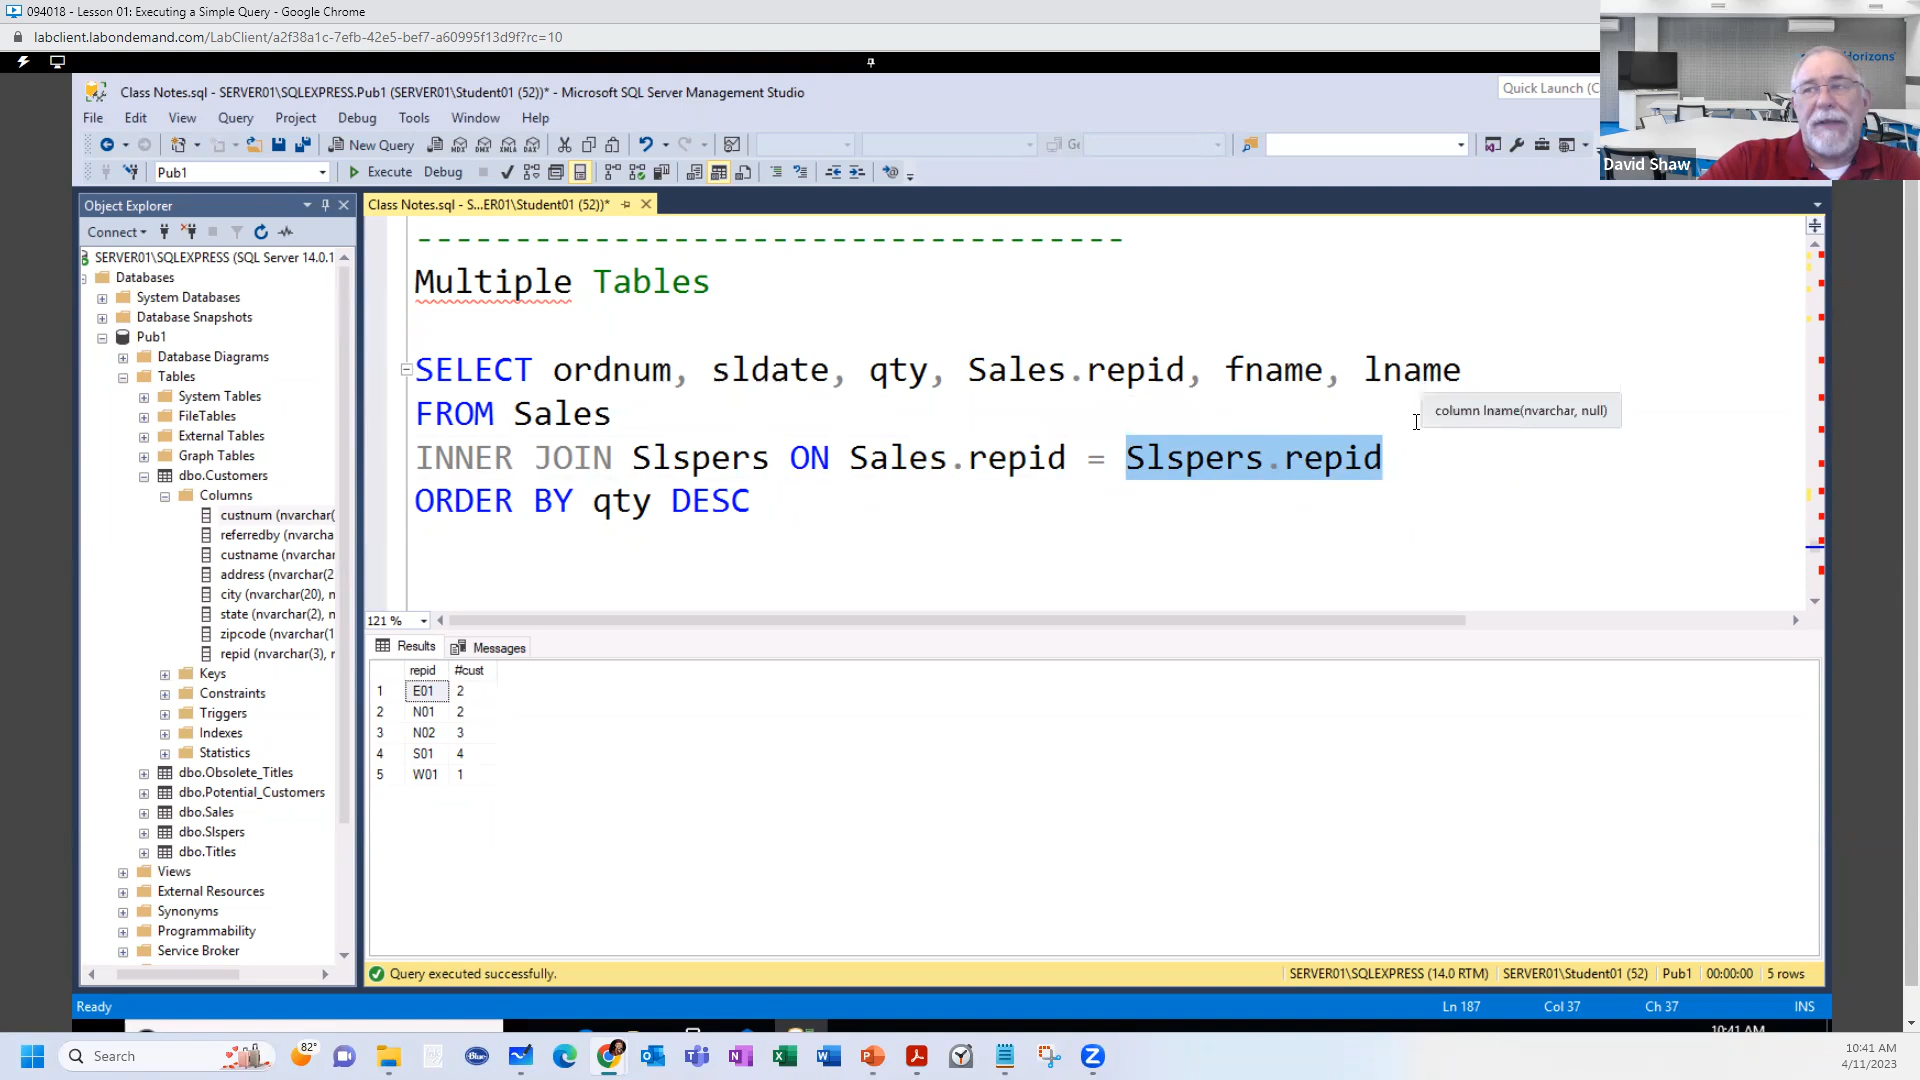 094018 - Lesson 01: Executing a Simple Query - Google Chrome
labclient.labondemand.com/LabClient/a2f38a1c-7efb-42e5-bef7-a60995f13d9f?rc=10
Class Notes.sql - SERVER01\SQLEXPRESS.Pub1 (SERVER01\Student01 (52))* - Microsoft SQL Server Management Studio
Quick Launch (C
David Shaw
File Edit View Query Project Debug Tools Window Help
New Query
Pub1 Execute Debug
Object Explorer
Class Notes.sql - S...ER01\Student01 (52))*
Connect
SERVER01\SQLEXPRESS (SQL Server 14.0.1
Databases
System Databases
Database Snapshots
Pub1
Database Diagrams
Tables
System Tables
FileTables
External Tables
Graph Tables
dbo.Customers
Columns
custnum (nvarchar(
referredby (nvarcha
custname (nvarchar
address (nvarchar(2
city (nvarchar(20), n
state (nvarchar(2), n
zipcode (nvarchar(1
repid (nvarchar(3), r
Keys
Constraints
Triggers
Indexes
Statistics
dbo.Obsolete_Titles
dbo.Potential_Customers
dbo.Sales
dbo.Slspers
dbo.Titles
Views
External Resources
Synonyms
Programmability
Service Broker
---------------------------------
Multiple Tables
SELECT ordnum, sldate, qty, Sales.repid, fname, lname
column lname(nvarchar, null)
FROM Sales
INNER JOIN Slspers ON Sales.repid = Slspers.repid
ORDER BY qty DESC
121 %
Results Messages
repid #cust
1 E01 2
2 N01 2
3 N02 3
4 S01 4
5 W01 1
Query executed successfully. SERVER01\SQLEXPRESS (14.0 RTM) SERVER01\Student01 (52) Pub1 00:00:00 5 rows
Ready Ln 187 Col 37 Ch 37 INS
Search 82°
10:41 AM
4/11/2023